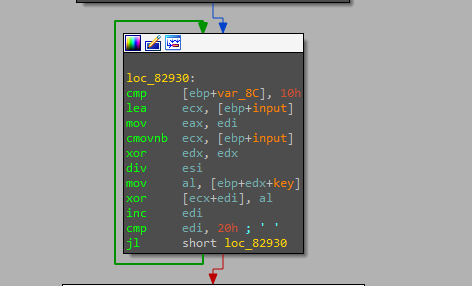 loc_82930:
cmp [ebp+var_8C], 10h
lea ecx, [ebp+input]
mov eax, edi
cmovnb ecx, [ebp+input]
xor edx, edx
div esi
mov al, [ebp+edx+key]
xor [ecx+edi], al
inc edi
cmp edi, 20h ; ' '
jl short loc_82930